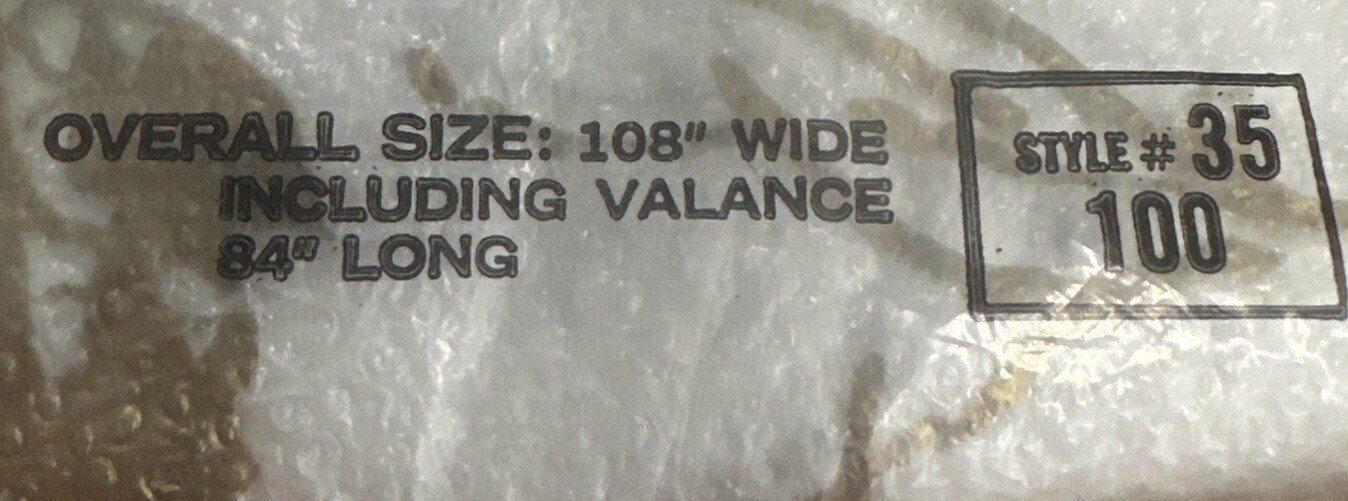 OVERALL SIZE: 108" WIDE
INCLUDING VALANCE
84" LONG
STYLE # 35
100